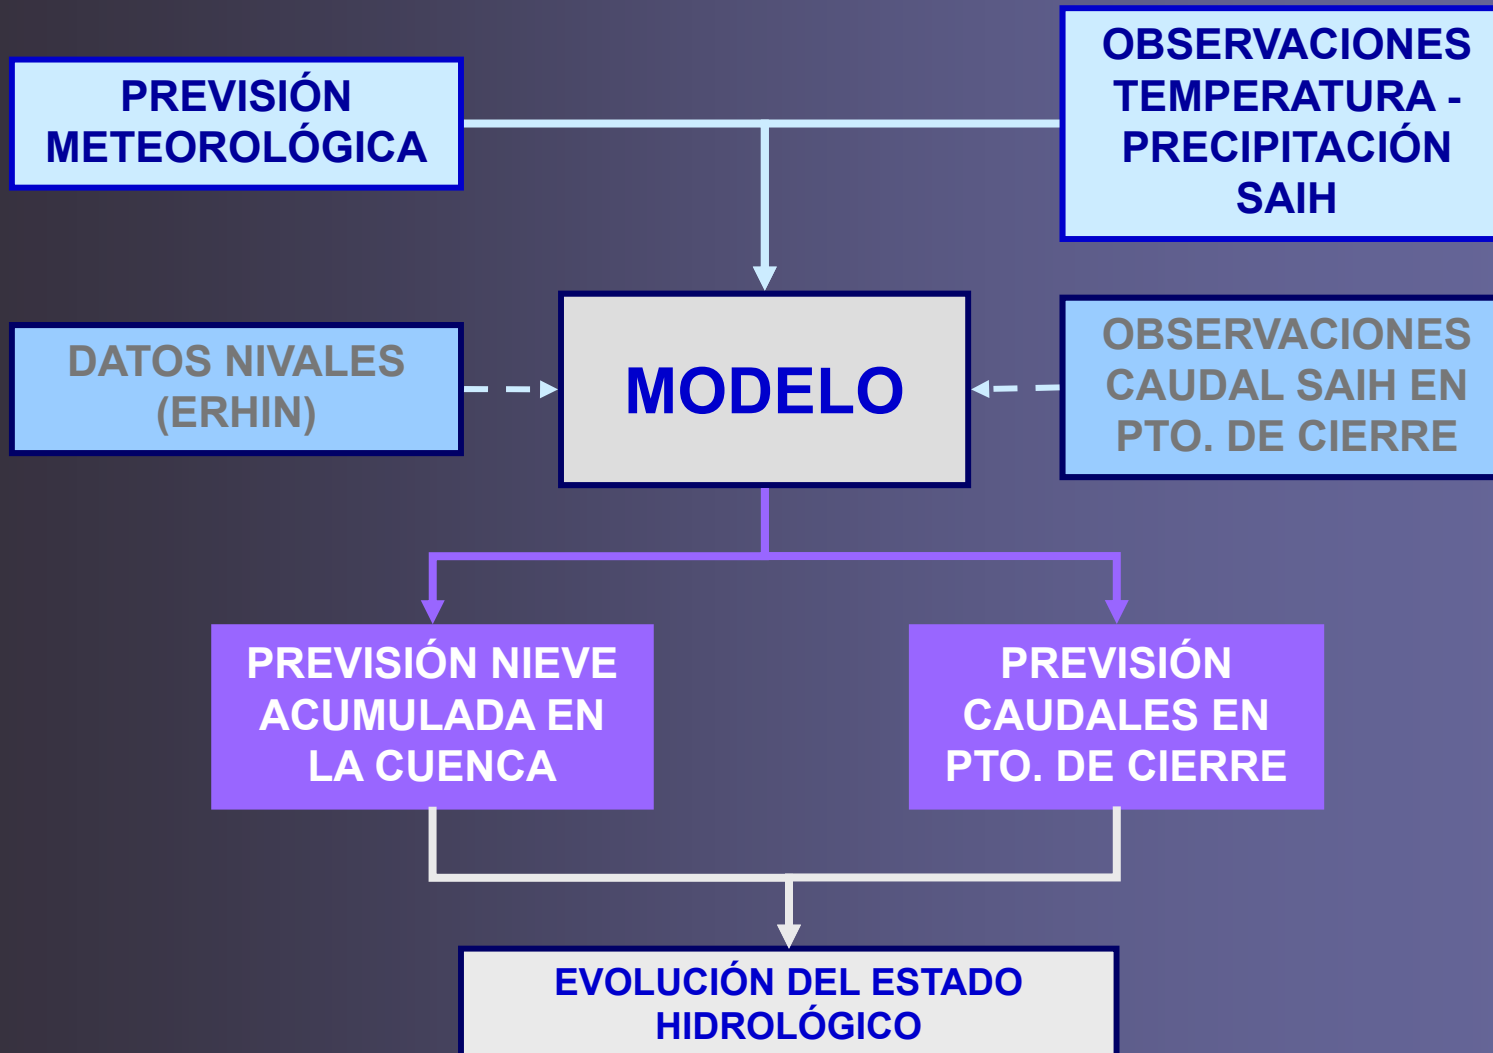 PREVISIÓN
METEOROLÓGICA
OBSERVACIONES
TEMPERATURA -
PRECIPITACIÓN
SAIH
DATOS NIVALES
(ERHIN)
MODELO
OBSERVACIONES
CAUDAL SAIH EN
PTO. DE CIERRE
PREVISIÓN NIEVE
ACUMULADA EN
LA CUENCA
PREVISIÓN
CAUDALES EN
PTO. DE CIERRE
EVOLUCIÓN DEL ESTADO
HIDROLÓGICO